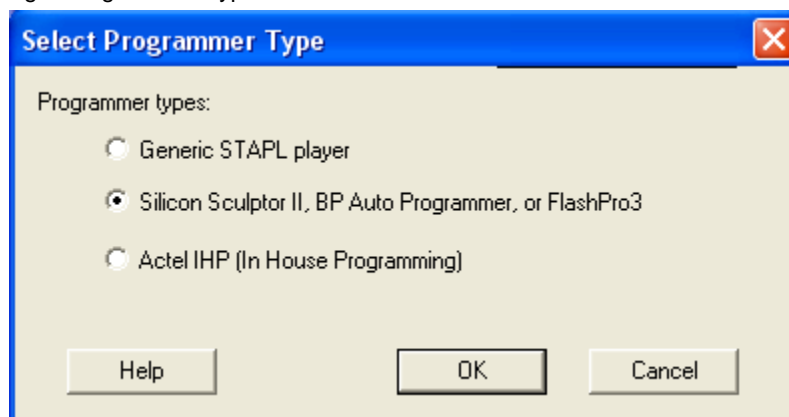 Select Programmer Type
Programmer types:
Generic STAPL player
Silicon Sculptor II, BP Auto Programmer, or FlashPro3
Actel IHP (In House Programming)
Help OK Cancel